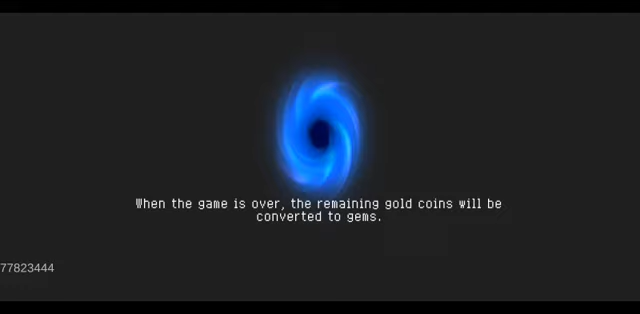 When the game is over, the remaining gold coins will be
converted to gems.
77823444